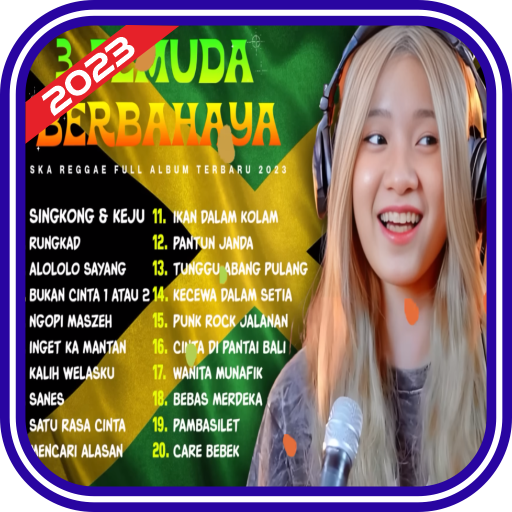 2023
3 PEMUDA
BERBAHAYA
SKA REGGAE FULL ALBUM TERBARU 2023
SINGKONG & KEJU
RUNGKAD
ALOLOLO SAYANG
BUKAN CINTA 1 ATAU 2
NGOPI MASZEH
INGET KA MANTAN
KALIH WELASKU
SANES
SATU RASA CINTA
MENCARI ALASAN
11. IKAN DALAM KOLAM
12. PANTUN JANDA
13. TUNGGU ABANG PULANG
14. KECEWA DALAM SETIA
15. PUNK ROCK JALANAN
16. CINTA DI PANTAI BALI
17. WANITA MUNAFIK
18. BEBAS MERDEKA
19. PAMBASILET
20. CARE BEBEK